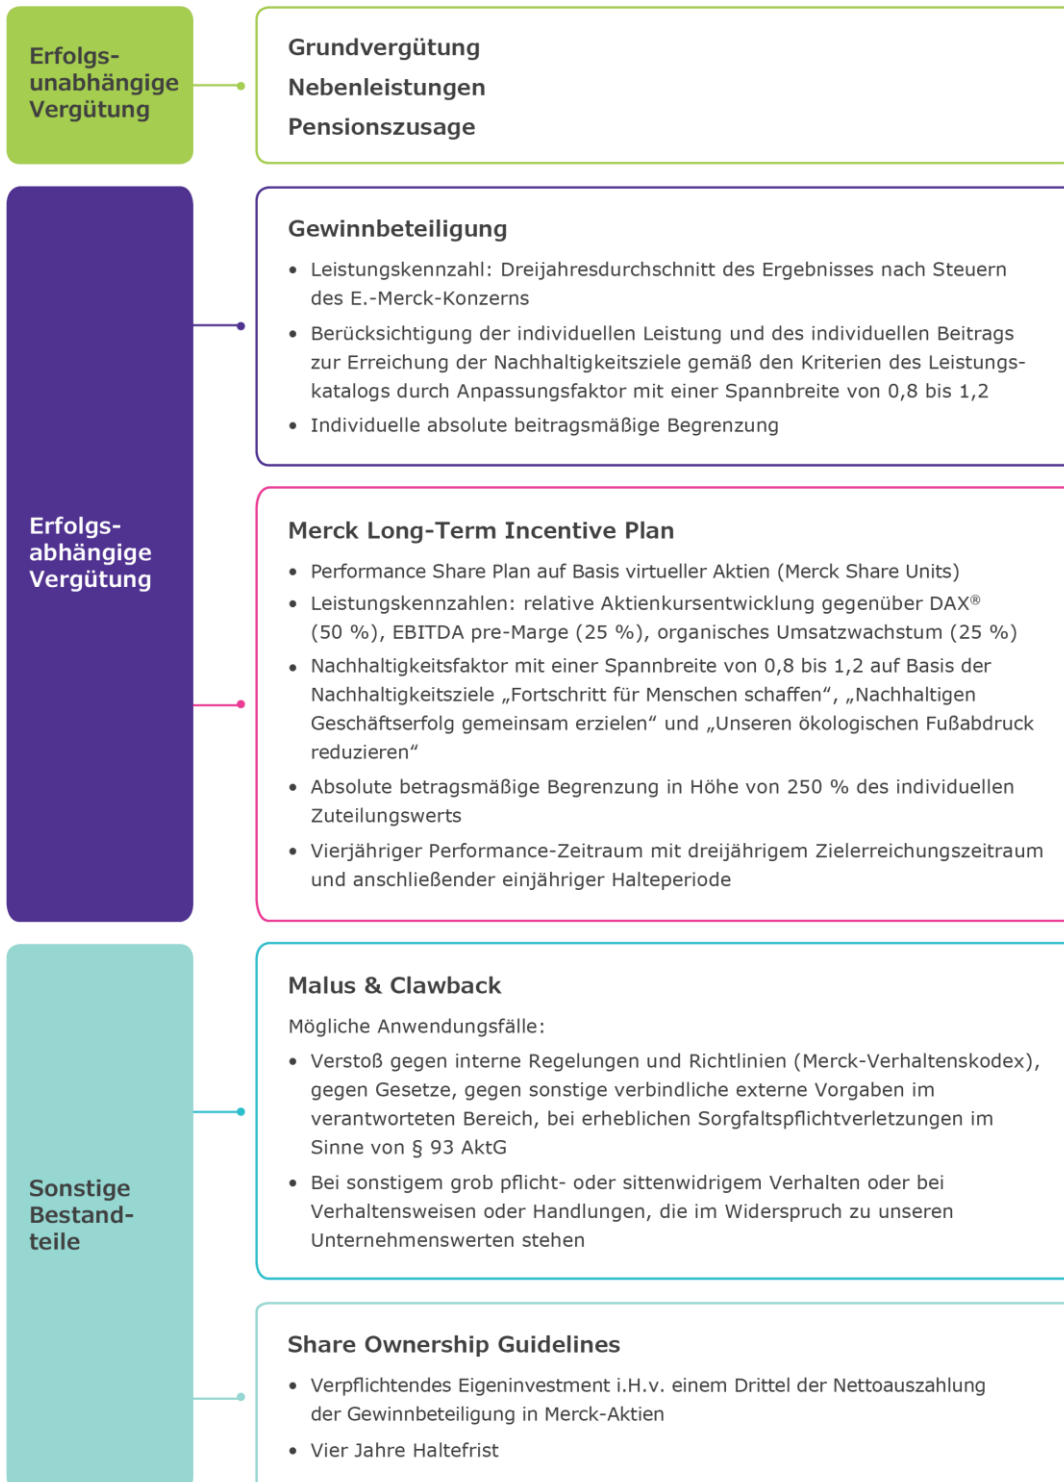 Erfolgs-
unabhängige
Vergütung
Grundvergütung
Nebenleistungen
Pensionszusage
Erfolgs-
abhängige
Vergütung
Gewinnbeteiligung
• Leistungskennzahl: Dreijahresdurchschnitt des Ergebnisses nach Steuern
des E.-Merck-Konzerns
• Berücksichtigung der individuellen Leistung und des individuellen Beitrags
zur Erreichung der Nachhaltigkeitsziele gemäß den Kriterien des Leistungs-
katalogs durch Anpassungsfaktor mit einer Spannbreite von 0,8 bis 1,2
• Individuelle absolute beitragsmäßige Begrenzung
Merck Long-Term Incentive Plan
• Performance Share Plan auf Basis virtueller Aktien (Merck Share Units)
• Leistungskennzahlen: relative Aktienkursentwicklung gegenüber DAX®
(50 %), EBITDA pre-Marge (25 %), organisches Umsatzwachstum (25 %)
• Nachhaltigkeitsfaktor mit einer Spannbreite von 0,8 bis 1,2 auf Basis der
Nachhaltigkeitsziele „Fortschritt für Menschen schaffen“, „Nachhaltigen
Geschäftserfolg gemeinsam erzielen“ und „Unseren ökologischen Fußabdruck
reduzieren“
• Absolute betragsmäßige Begrenzung in Höhe von 250 % des individuellen
Zuteilungswerts
• Vierjähriger Performance-Zeitraum mit dreijährigem Zielerreichungszeitraum
und anschließender einjähriger Halteperiode
Sonstige
Bestand-
teile
Malus & Clawback
Mögliche Anwendungsfälle:
• Verstoß gegen interne Regelungen und Richtlinien (Merck-Verhaltenskodex),
gegen Gesetze, gegen sonstige verbindliche externe Vorgaben im
verantworteten Bereich, bei erheblichen Sorgfaltspflichtverletzungen im
Sinne von § 93 AktG
• Bei sonstigem grob pflicht- oder sittenwidrigem Verhalten oder bei
Verhaltensweisen oder Handlungen, die im Widerspruch zu unseren
Unternehmenswerten stehen
Share Ownership Guidelines
• Verpflichtendes Eigeninvestment i.H.v. einem Drittel der Nettoauszahlung
der Gewinnbeteiligung in Merck-Aktien
• Vier Jahre Haltefrist